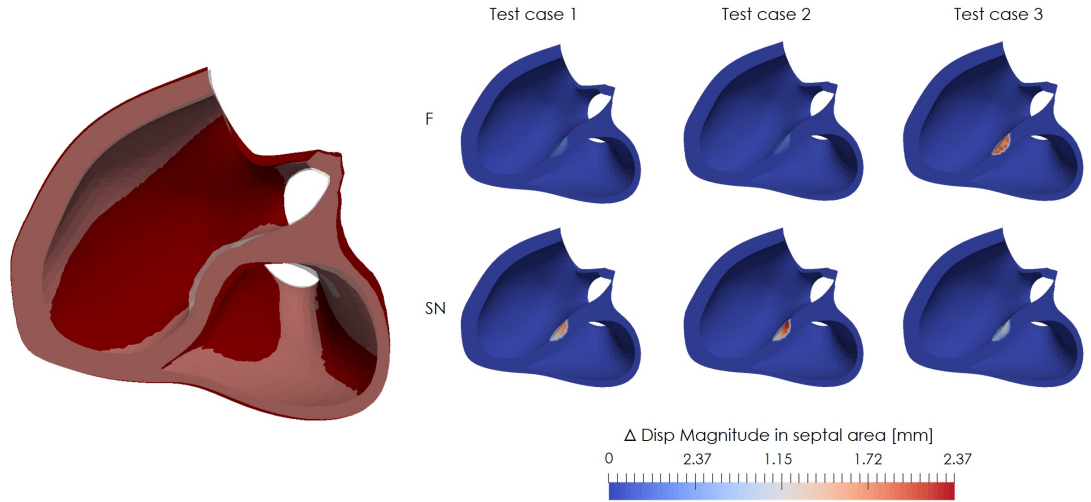 Test case 1 Test case 2 Test case 3
F
SN
Δ Disp Magnitude in septal area [mm]
0 2.37 1.15 1.72 2.37